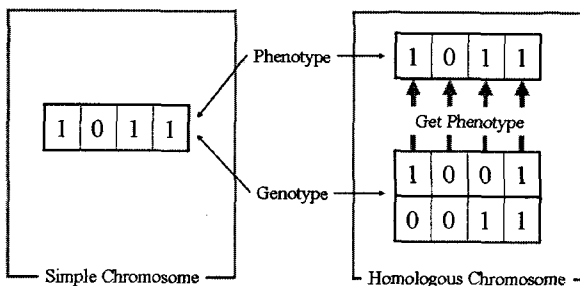 Phenotype
1 0 1 1
Get Phenotype
1 0 1 1
1 0 0 1
Genotype
0 0 1 1
Simple Chromosome
Homologous Chromosome